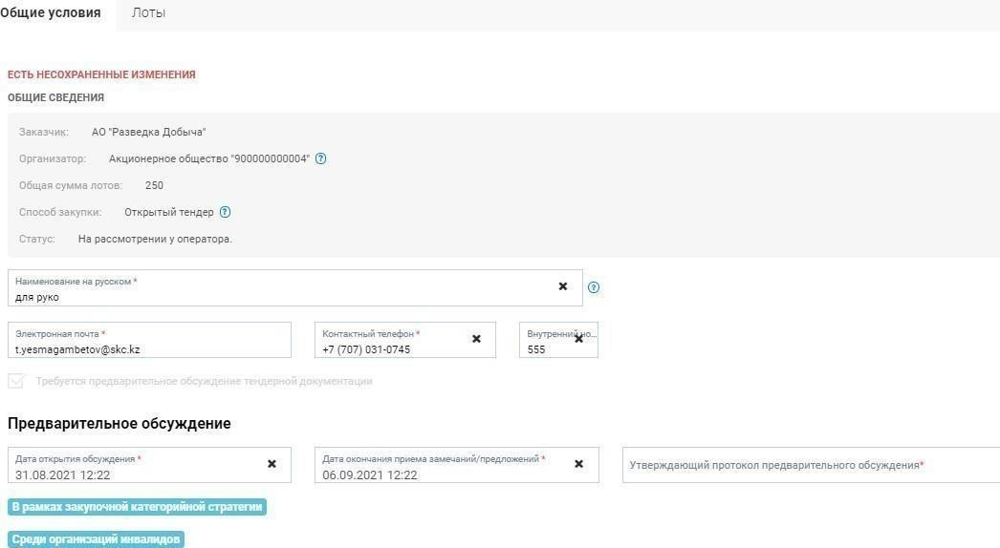 Общие условия Лоты
ЕСТЬ НЕСОХРАНЕННЫЕ ИЗМЕНЕНИЯ
ОБЩИЕ СВЕДЕНИЯ
Заказчик: АО "Разведка Добыча"
Организатор: Акционерное общество "900000000004" ?
Общая сумма лотов: 250
Способ закупки: Открытый тендер ?
Статус: На рассмотрении у оператора.
Наименование на русском *
для руко ✖ ?
Электронная почта * Контактный телефон * Внутренний но...
t.yesmagambetov@skc.kz +7 (707) 031-0745 ✖ 555 ✖
Требуется предварительное обсуждение тендерной документации
Предварительное обсуждение
Дата открытия обсуждения * Дата окончания приема замечаний/предложений * Утверждающий протокол предварительного обсуждения*
31.08.2021 12:22 ✖ 06.09.2021 12:22 ✖
В рамках закупочной категорийной стратегии
Среди организаций инвалидов